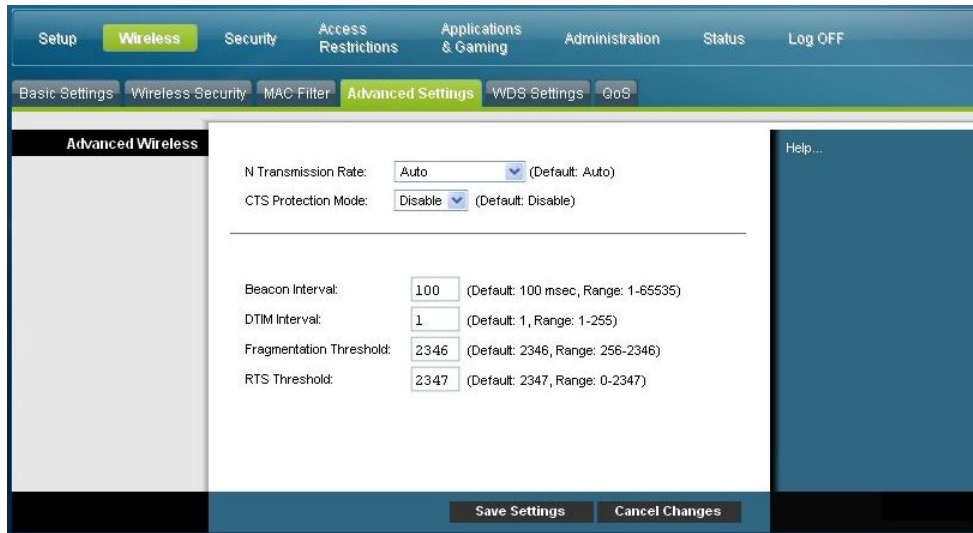 Setup Wireless Security Access Restrictions Applications & Gaming Administration Status Log OFF
Basic Settings Wireless Security MAC Filter Advanced Settings WDS Settings QoS
Advanced Wireless
Help...
N Transmission Rate: Auto (Default: Auto)
CTS Protection Mode: Disable (Default: Disable)
Beacon Interval: 100 (Default: 100 msec, Range: 1-65535)
DTIM Interval: 1 (Default: 1, Range: 1-255)
Fragmentation Threshold: 2346 (Default: 2346, Range: 256-2346)
RTS Threshold: 2347 (Default: 2347, Range: 0-2347)
Save Settings Cancel Changes